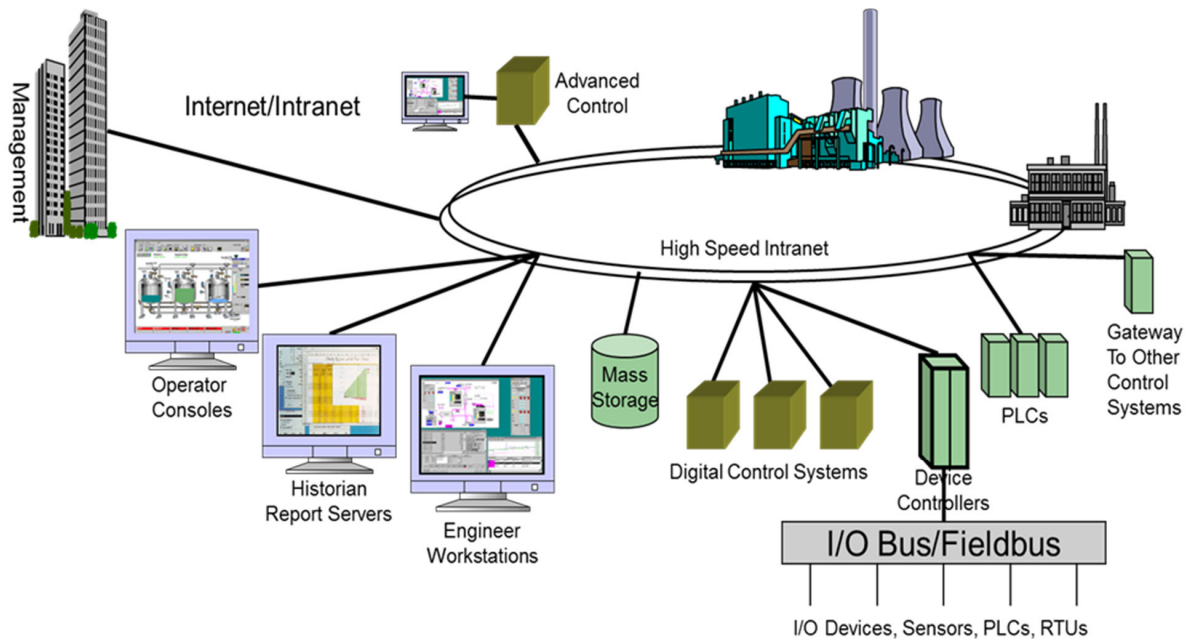 Management
Internet/Intranet
Advanced
Control
High Speed Intranet
Operator
Consoles
Historian
Report Servers
Engineer
Workstations
Mass
Storage
Digital Control Systems
Device
Controllers
PLCs
Gateway
To Other
Control
Systems
I/O Bus/Fieldbus
I/O Devices, Sensors, PLCs, RTUs